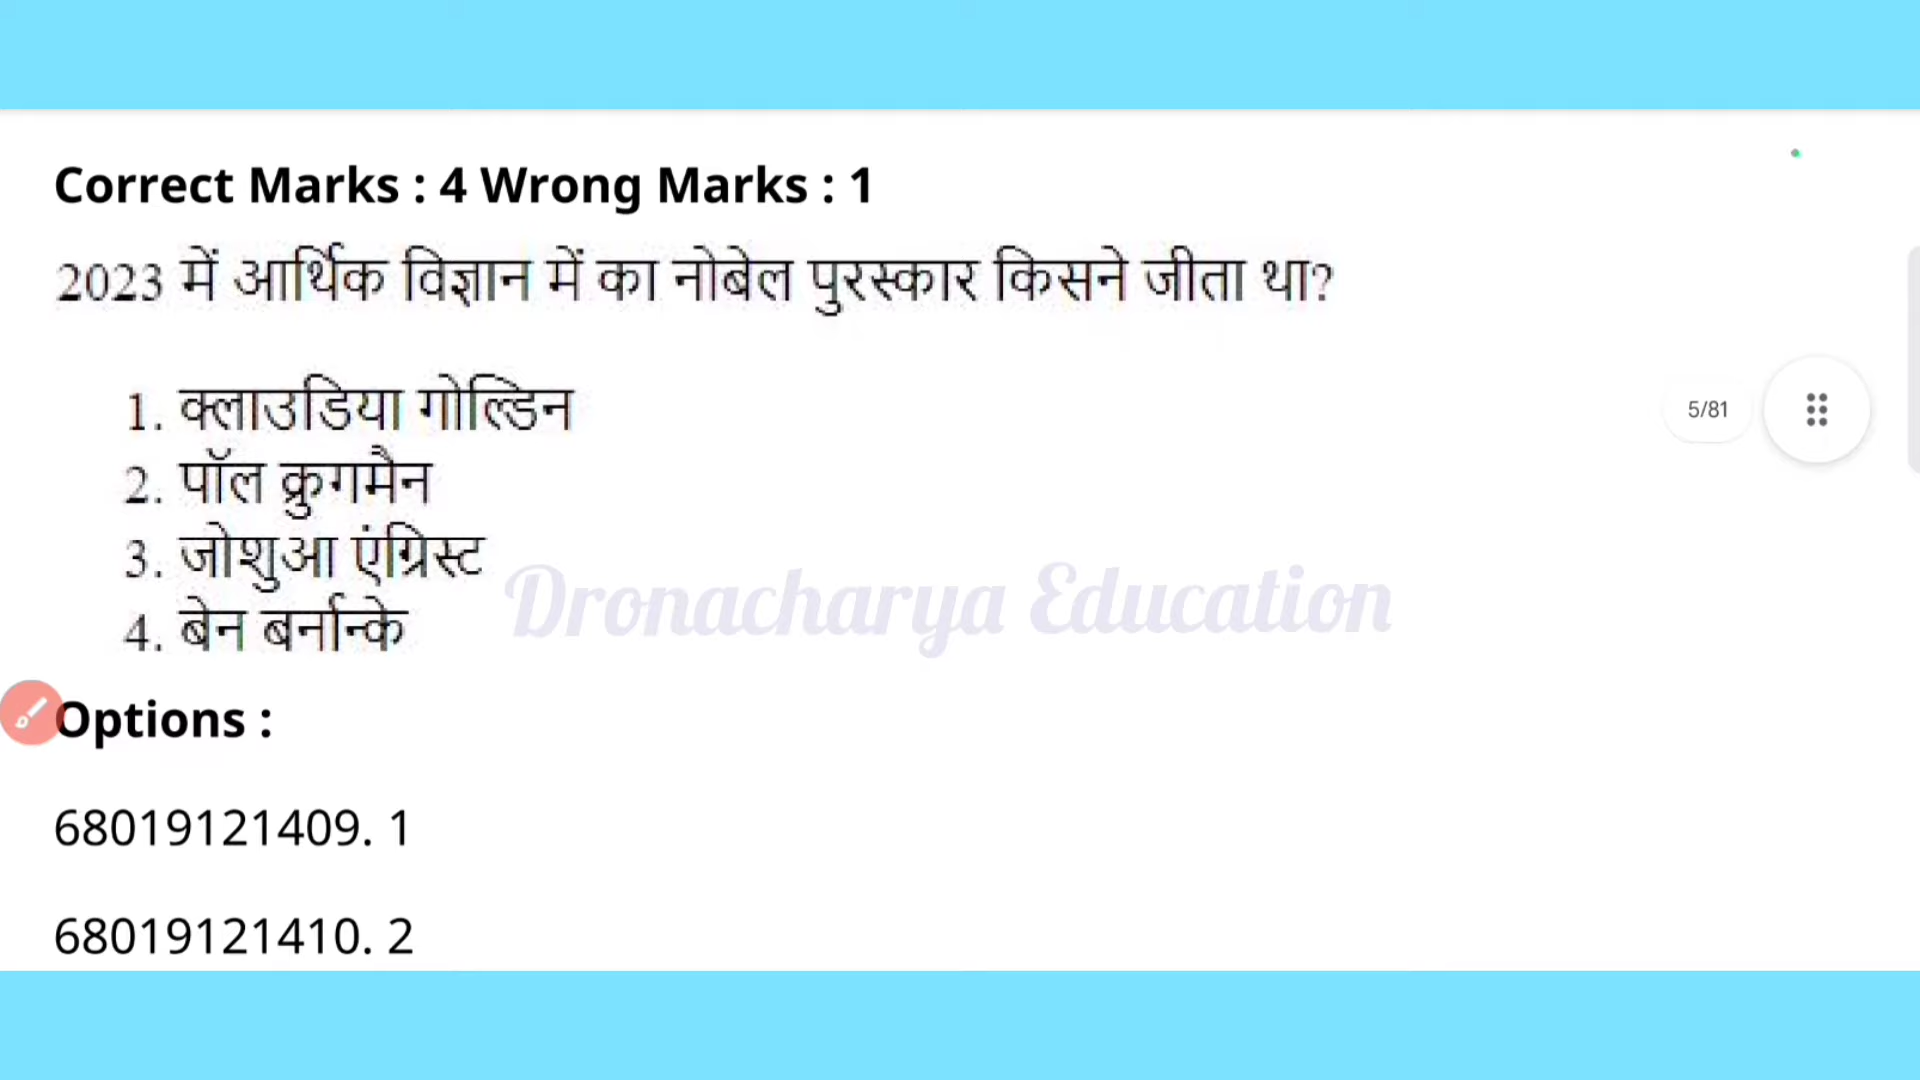 Correct Marks : 4 Wrong Marks : 1
2023 में आर्थिक विज्ञान में का नोबेल पुरस्कार किसने जीता था?
1. क्लाउडिया गोल्डिन
5/81
2. पॉल क्रुगमैन
3. जोशुआ एंग्रिस्ट
Dronacharya Education
4. बेन बर्नान्के
Options :
68019121409. 1
68019121410. 2